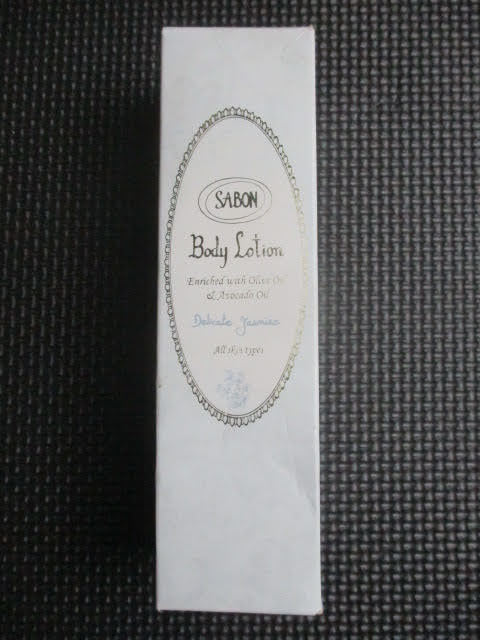 SABON
Body Lotion
Enriched with Olive Oil
& Avocado Oil
Delicate Jasmine
All skin types